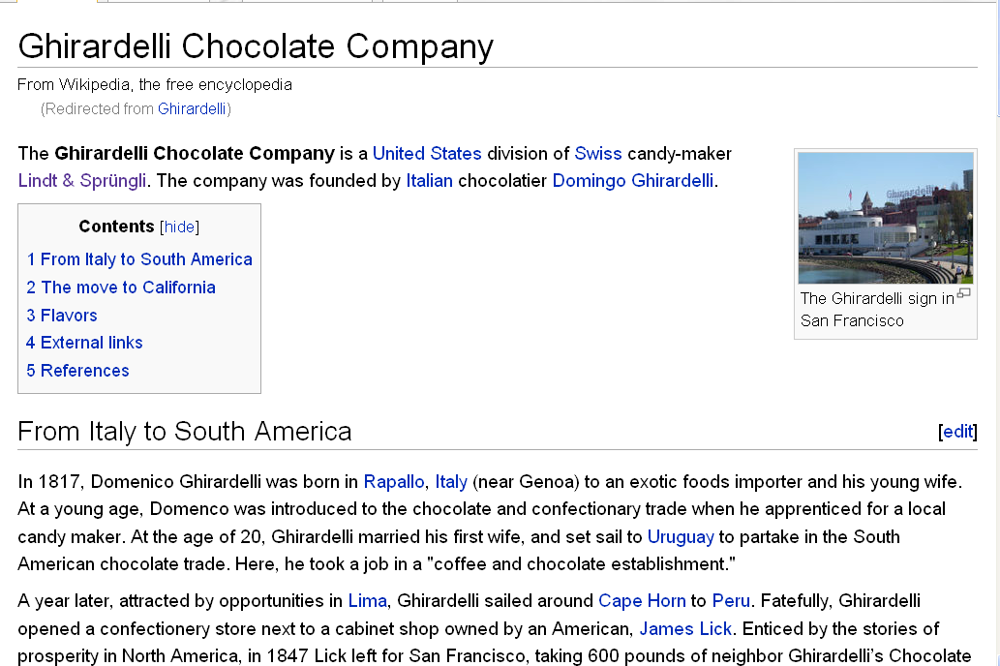 Ghirardelli Chocolate Company
From Wikipedia, the free encyclopedia
(Redirected from Ghirardelli)
The Ghirardelli Chocolate Company is a United States division of Swiss candy-maker
Lindt & Sprüngli. The company was founded by Italian chocolatier Domingo Ghirardelli.
Ghirardelli
The Ghirardelli sign in
San Francisco
Contents [hide]
1 From Italy to South America
2 The move to California
3 Flavors
4 External links
5 References
From Italy to South America [edit]
In 1817, Domenico Ghirardelli was born in Rapallo, Italy (near Genoa) to an exotic foods importer and his young wife.
At a young age, Domenco was introduced to the chocolate and confectionary trade when he apprenticed for a local
candy maker. At the age of 20, Ghirardelli married his first wife, and set sail to Uruguay to partake in the South
American chocolate trade. Here, he took a job in a "coffee and chocolate establishment."
A year later, attracted by opportunities in Lima, Ghirardelli sailed around Cape Horn to Peru. Fatefully, Ghirardelli
opened a confectionery store next to a cabinet shop owned by an American, James Lick. Enticed by the stories of
prosperity in North America, in 1847 Lick left for San Francisco, taking 600 pounds of neighbor Ghirardelli's Chocolate